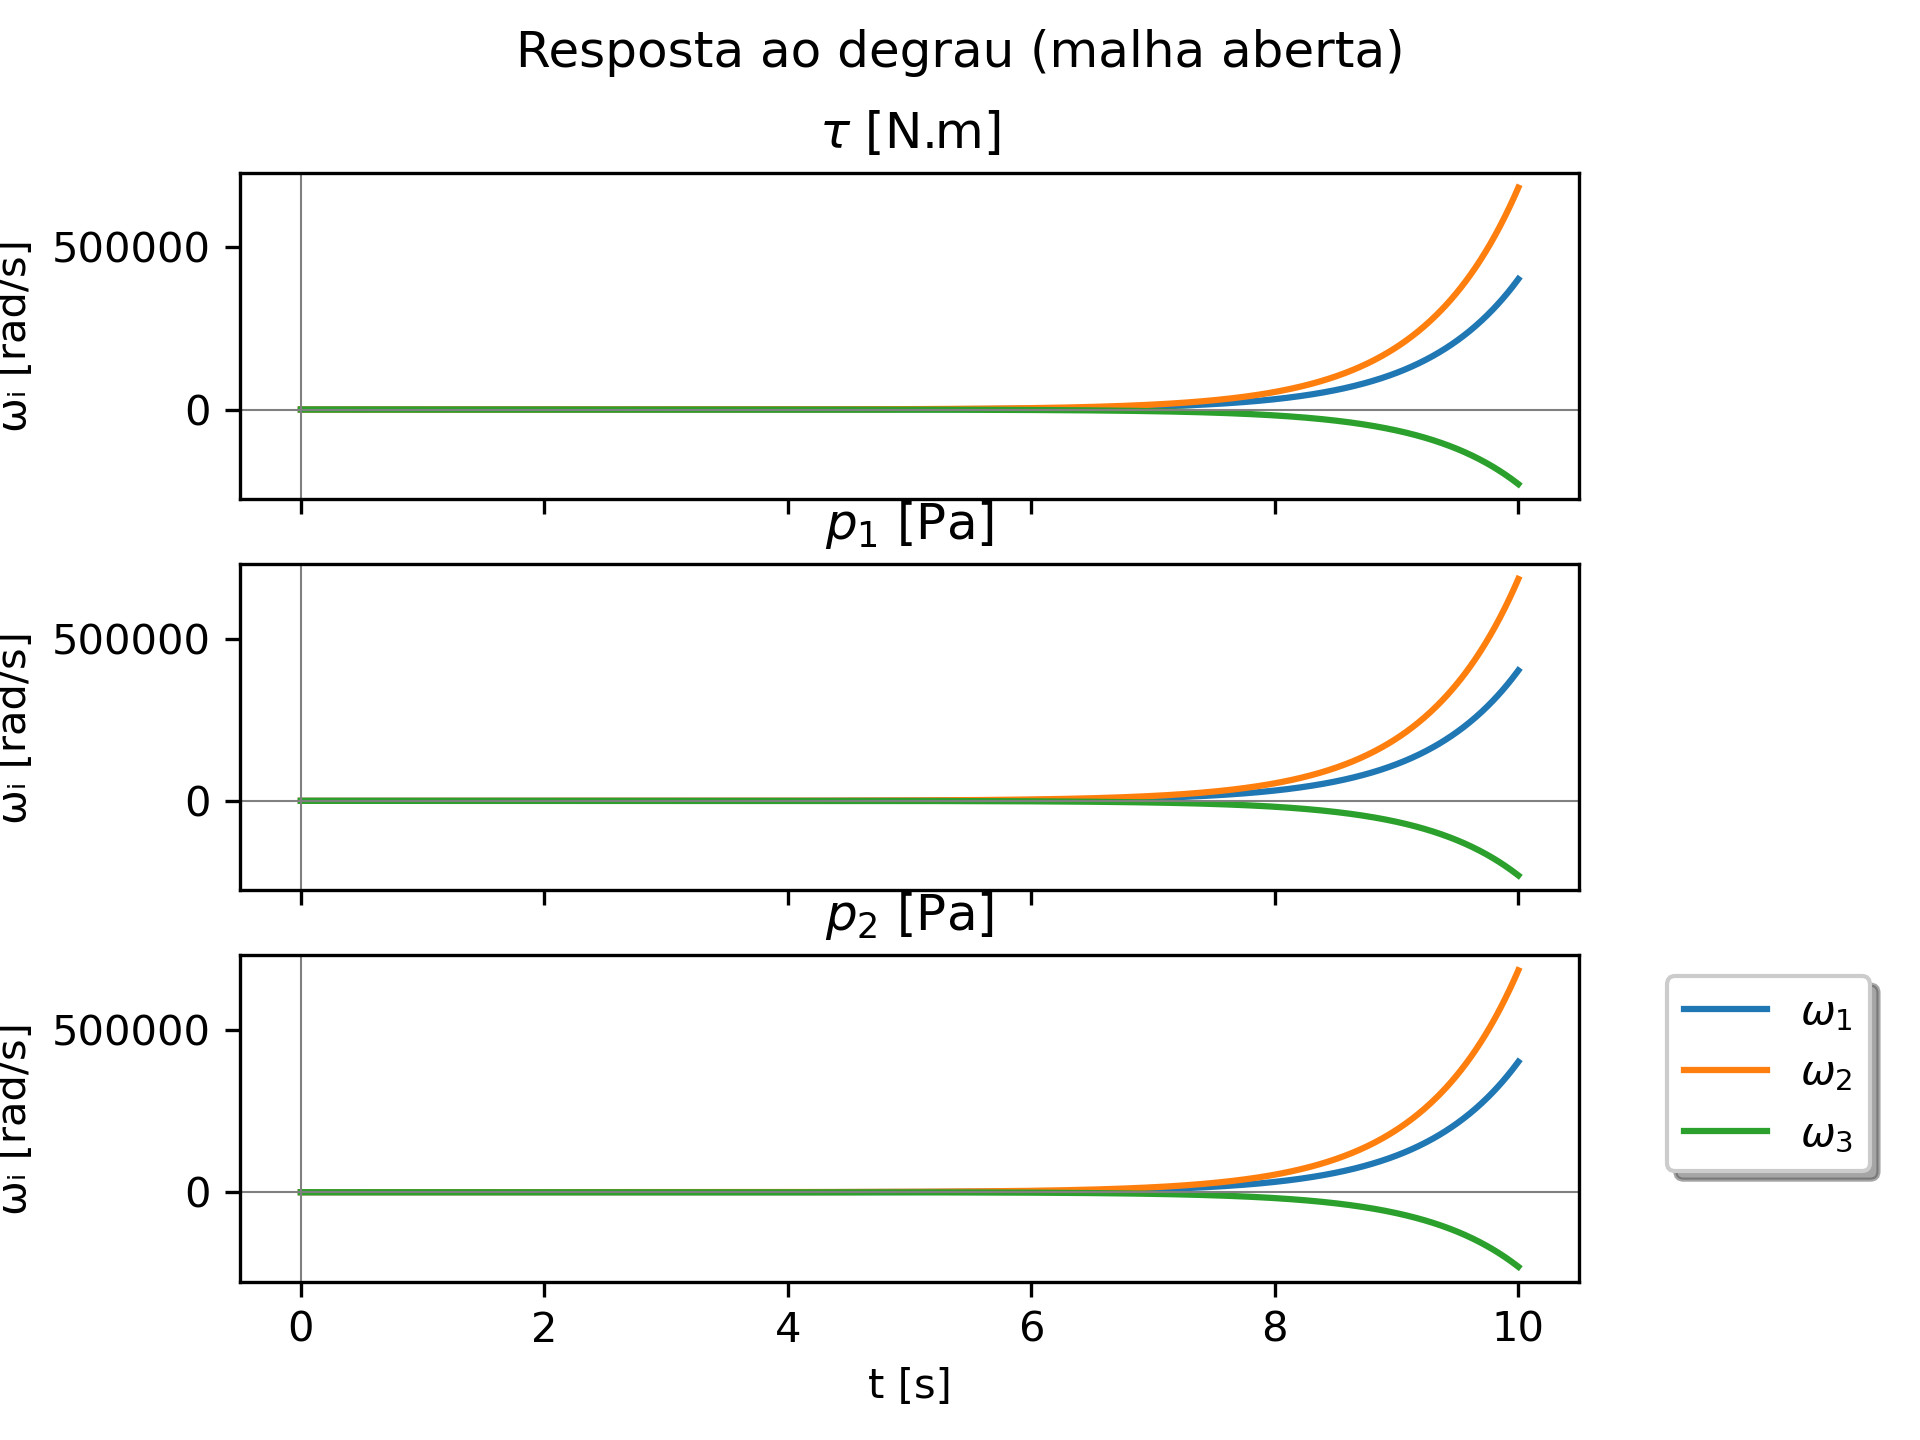 Resposta ao degrau (malha aberta)
τ [N.m]
ωᵢ [rad/s]
500000
0
p₁ [Pa]
ωᵢ [rad/s]
500000
0
p₂ [Pa]
ωᵢ [rad/s]
500000
0
ω₁
ω₂
ω₃
0 2 4 6 8 10
t [s]